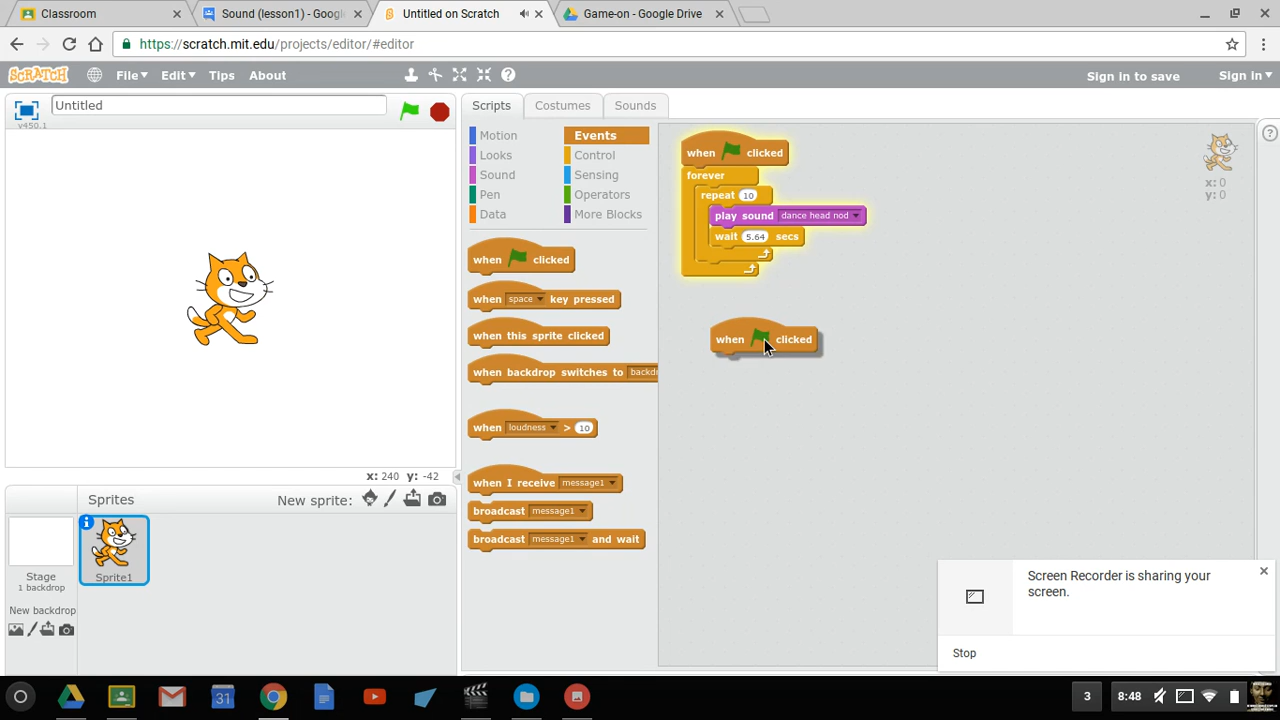 Classroom
Sound (lesson1) - Googl
Untitled on Scratch
Game-on - Google Drive
https://scratch.mit.edu/projects/editor/#editor
SCRATCH
File Edit Tips About
Sign in to save
Sign in
Untitled
v450.1
Scripts Costumes Sounds
Motion Events
Looks Control
Sound Sensing
Pen Operators
Data More Blocks
when clicked
when space key pressed
when this sprite clicked
when backdrop switches to backd
when loudness > 10
when I receive message1
broadcast message1
broadcast message1 and wait
when clicked
forever
repeat 10
play sound dance head nod
wait 5.64 secs
when clicked
x: 0
y: 0
x: 240 y: -42
Sprites New sprite:
Stage
1 backdrop
New backdrop
Sprite1
Screen Recorder is sharing your
screen.
Stop
31
3
8:48